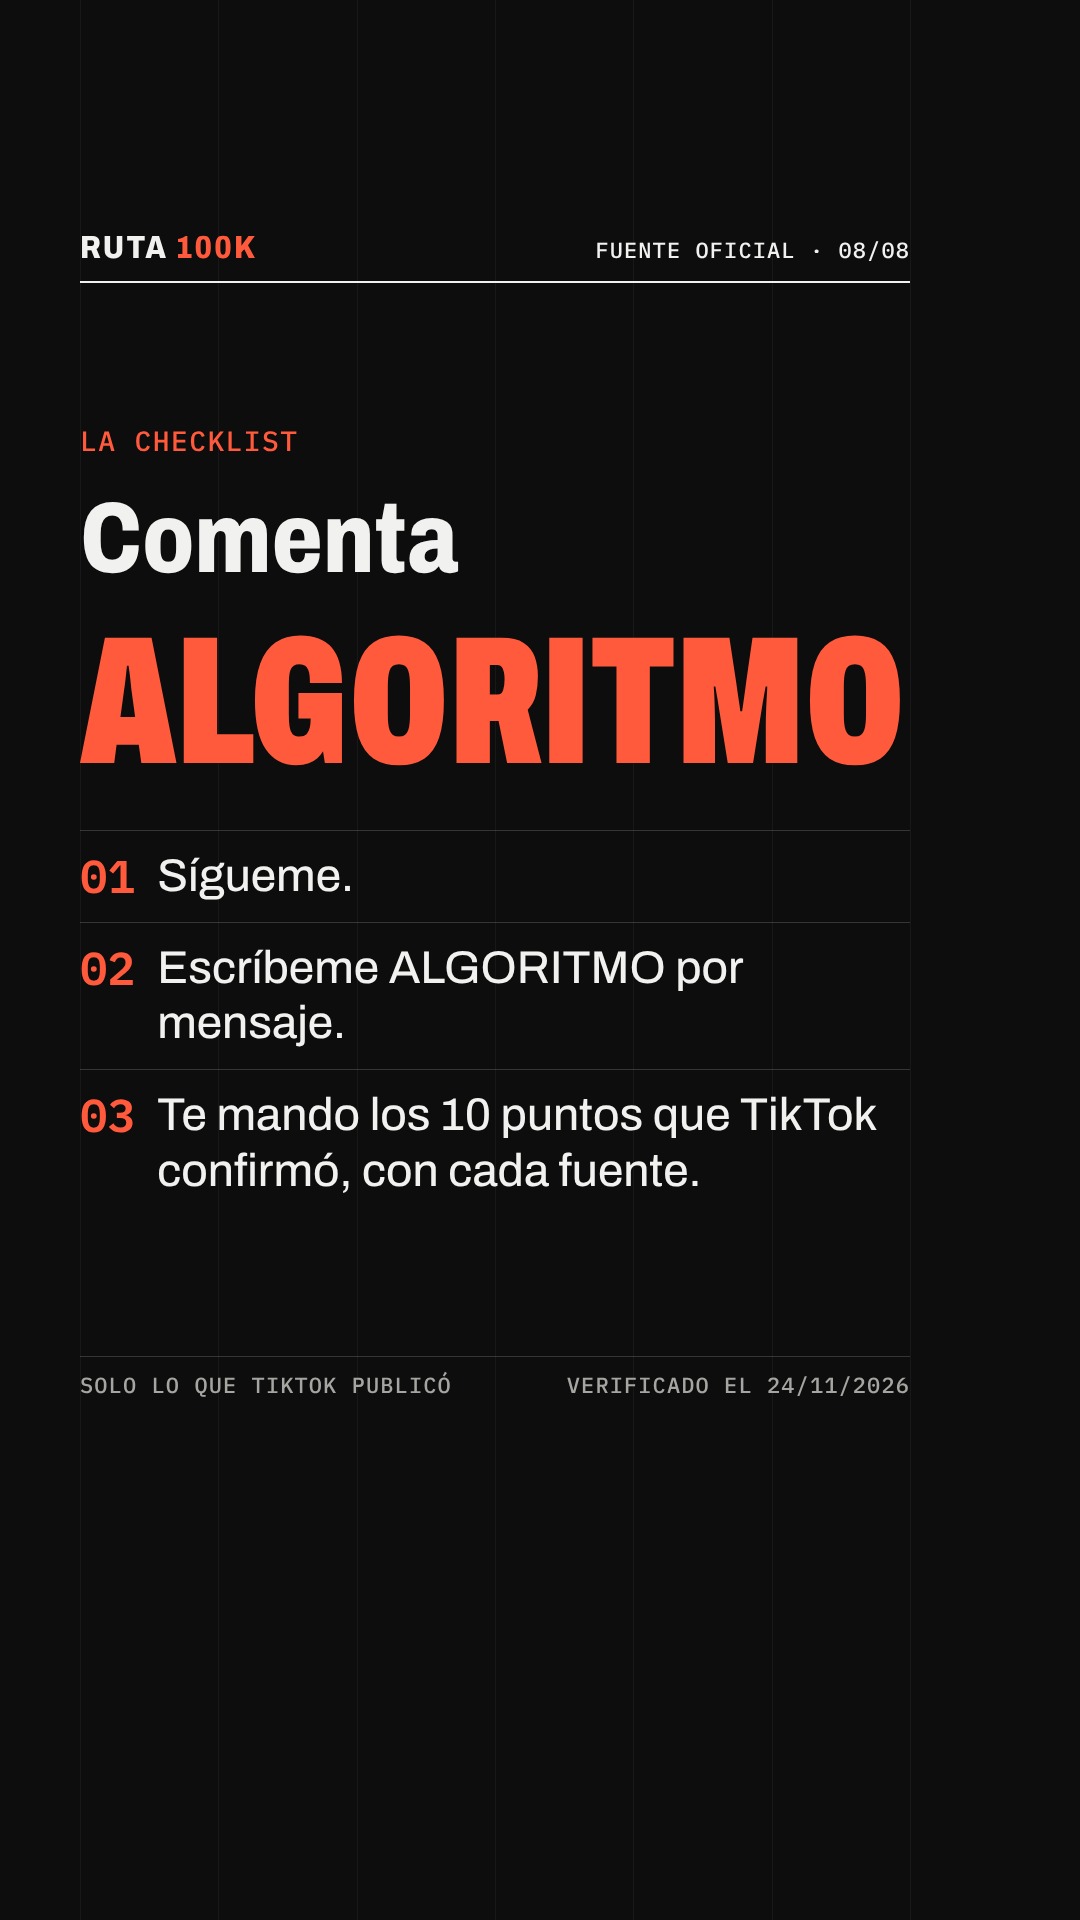 RUTA 100K
FUENTE OFICIAL · 08/08
LA CHECKLIST
Comenta
ALGORITMO
01 Sígueme.
02 Escríbeme ALGORITMO por
mensaje.
03 Te mando los 10 puntos que TikTok
confirmó, con cada fuente.
SOLO LO QUE TIKTOK PUBLICÓ
VERIFICADO EL 24/11/2026